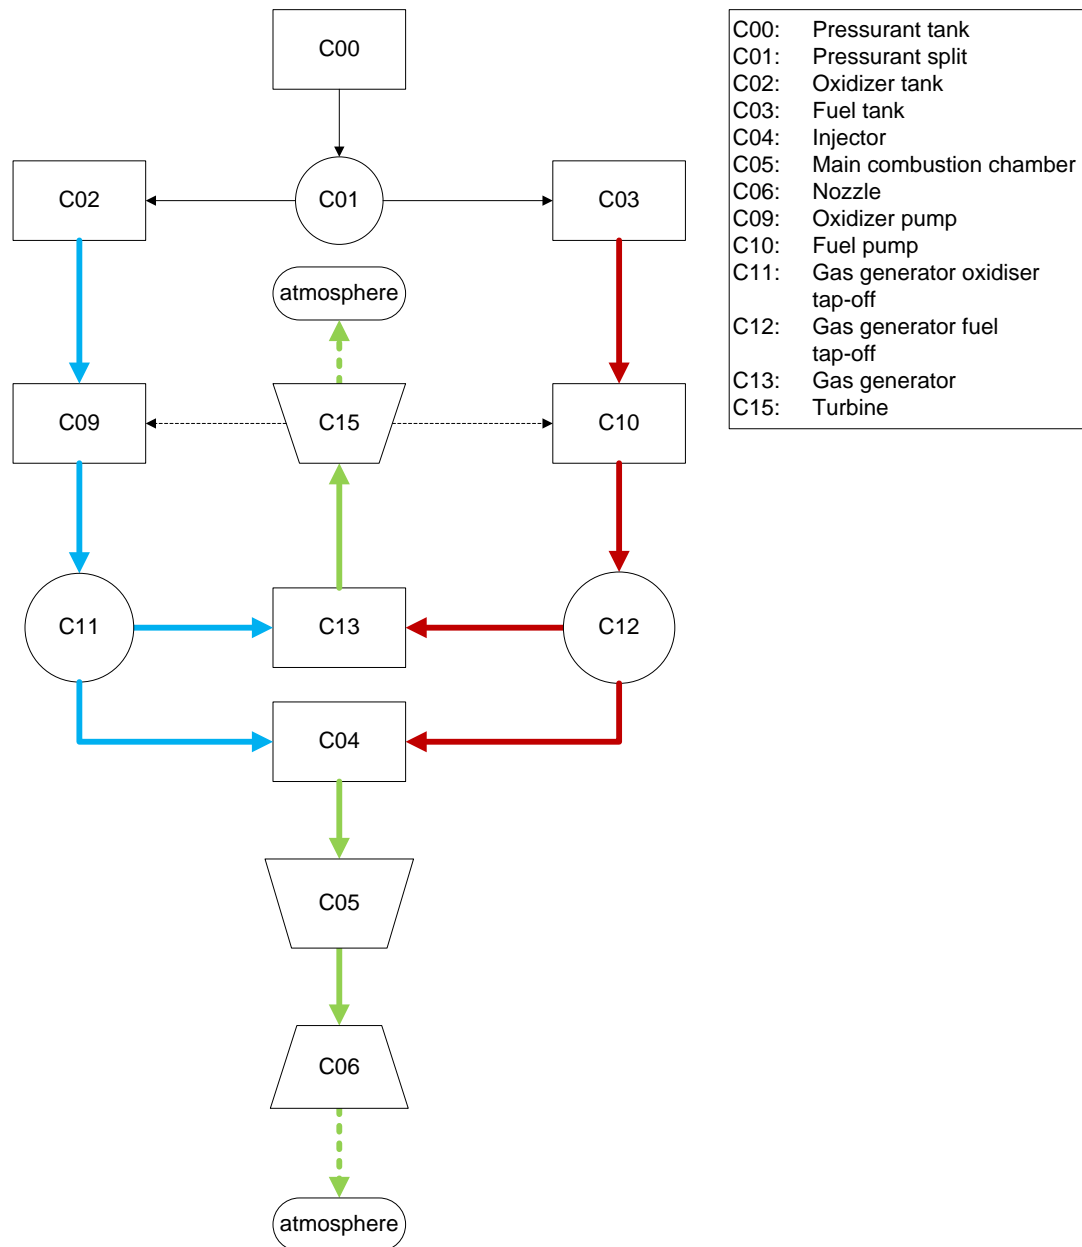 C00
C01
C02
C03
atmosphere
C09
C15
C10
C11
C13
C12
C04
C05
C06
atmosphere
C00: Pressurant tank
C01: Pressurant split
C02: Oxidizer tank
C03: Fuel tank
C04: Injector
C05: Main combustion chamber
C06: Nozzle
C09: Oxidizer pump
C10: Fuel pump
C11: Gas generator oxidiser
tap-off
C12: Gas generator fuel
tap-off
C13: Gas generator
C15: Turbine